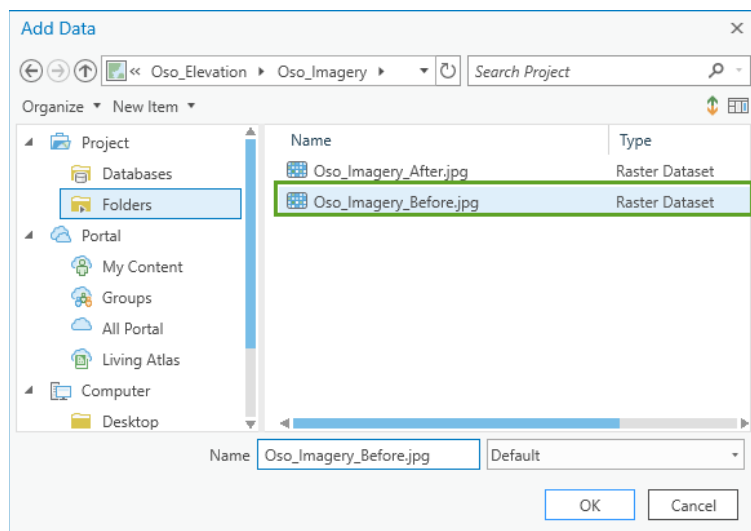 Add Data
Oso_Elevation Oso_Imagery Search Project
Organize New Item
Project
Databases
Folders
Portal
My Content
Groups
All Portal
Living Atlas
Computer
Desktop
Name Type
Oso_Imagery_After.jpg Raster Dataset
Oso_Imagery_Before.jpg Raster Dataset
Name Oso_Imagery_Before.jpg Default
OK Cancel